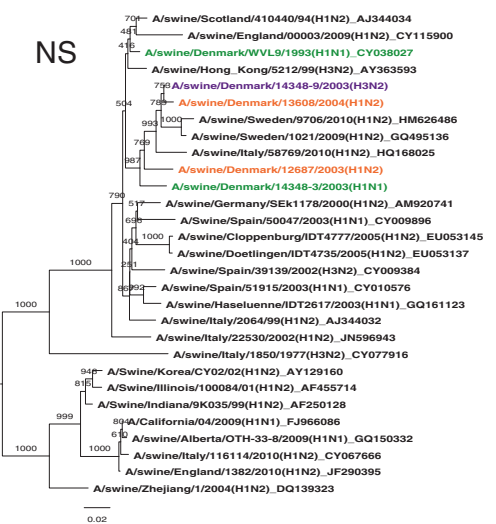 701 A/swine/Scotland/410440/94(H1N2)_AJ344034
481 A/swine/England/00003/2009(H1N2)_CY115900
NS
416 A/swine/Denmark/WVL9/1993(H1N1)_CY038027
A/swine/Hong_Kong/5212/99(H3N2)_AY363593
753 A/swine/Denmark/14348-9/2003(H3N2)
504 789 A/swine/Denmark/13608/2004(H1N2)
993 1000 A/swine/Sweden/9706/2010(H1N2)_HM626486
A/swine/Sweden/1021/2009(H1N2)_GQ495136
769 A/swine/Italy/58769/2010(H1N2)_HQ168025
987 A/swine/Denmark/12687/2003(H1N2)
A/swine/Denmark/14348-3/2003(H1N1)
790 517 A/swine/Germany/SEk1178/2000(H1N2)_AM920741
A/Swine/Spain/50047/2003(H1N1)_CY009896
1000 A/swine/Cloppenburg/IDT4777/2005(H1N2)_EU053145
404 A/swine/Doetlingen/IDT4735/2005(H1N2)_EU053137
1000 251 A/swine/Spain/39139/2002(H3N2)_CY009384
992 A/swine/Spain/51915/2003(H1N1)_CY010576
1000 A/swine/Haseluenne/IDT2617/2003(H1N1)_GQ161123
A/swine/Italy/2064/99(H1N2)_AJ344032
A/swine/Italy/22530/2002(H1N2)_JN596943
A/swine/Italy/1850/1977(H3N2)_CY077916
A/Swine/Korea/CY02/02(H1N2)_AY129160
815 A/Swine/Illinois/100084/01(H1N2)_AF455714
A/Swine/Indiana/9K035/99(H1N2)_AF250128
999 A/California/04/2009(H1N1)_FJ966086
A/swine/Alberta/OTH-33-8/2009(H1N1)_GQ150332
1000 1000 A/swine/Italy/116114/2010(H1N2)_CY067666
A/swine/England/1382/2010(H1N2)_JF290395
A/swine/Zhejiang/1/2004(H1N2)_DQ139323
0.02